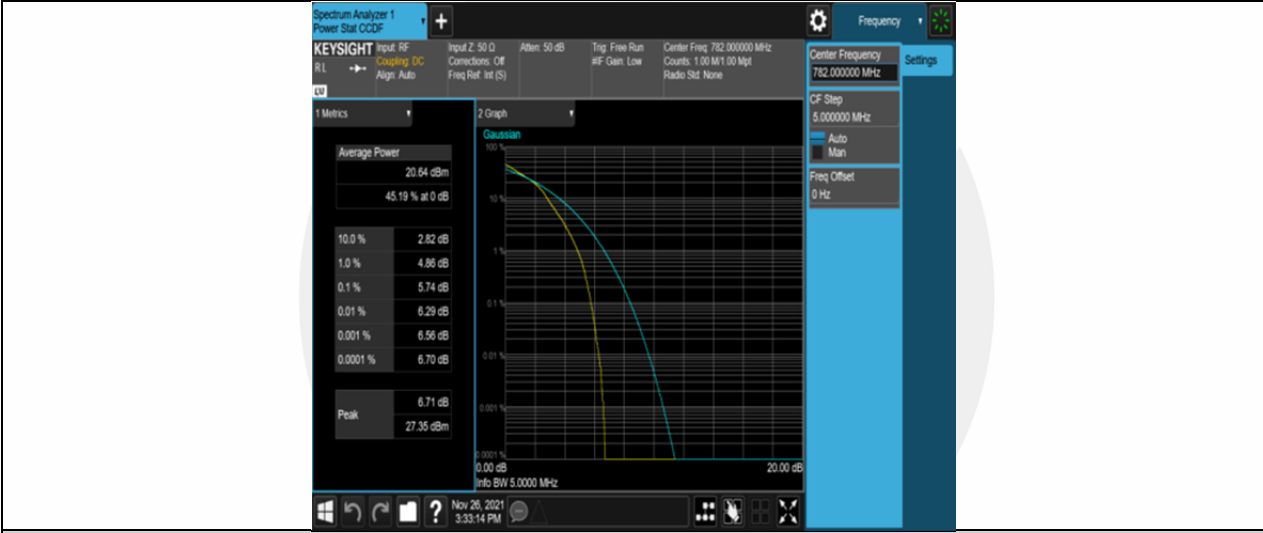 Spectrum Analyzer 1
Power Stat CCDF
+
Frequency
KEYSIGHT
RL
LV
Input: RF
Coupling: DC
Align: Auto
Input Z: 50 Ω
Corrections: Off
Freq Ref: Int (S)
Atten: 50 dB
Trig: Free Run
#IF Gain: Low
Center Freq: 782.000000 MHz
Counts: 1.00 M/1.00 Mpt
Radio Std: None
Center Frequency
782.000000 MHz
Settings
CF Step
5.000000 MHz
Auto
Man
Freq Offset
0 Hz
1 Metrics
Average Power
20.64 dBm
45.19 % at 0 dB
10.0 % 2.82 dB
1.0 % 4.86 dB
0.1 % 5.74 dB
0.01 % 6.29 dB
0.001 % 6.56 dB
0.0001 % 6.70 dB
Peak
6.71 dB
27.35 dBm
2 Graph
Gaussian
100 %
10 %
1 %
0.1 %
0.01 %
0.001 %
0.0001 %
0.00 dB
20.00 dB
Info BW 5.0000 MHz
?
Nov 26, 2021
3:33:14 PM